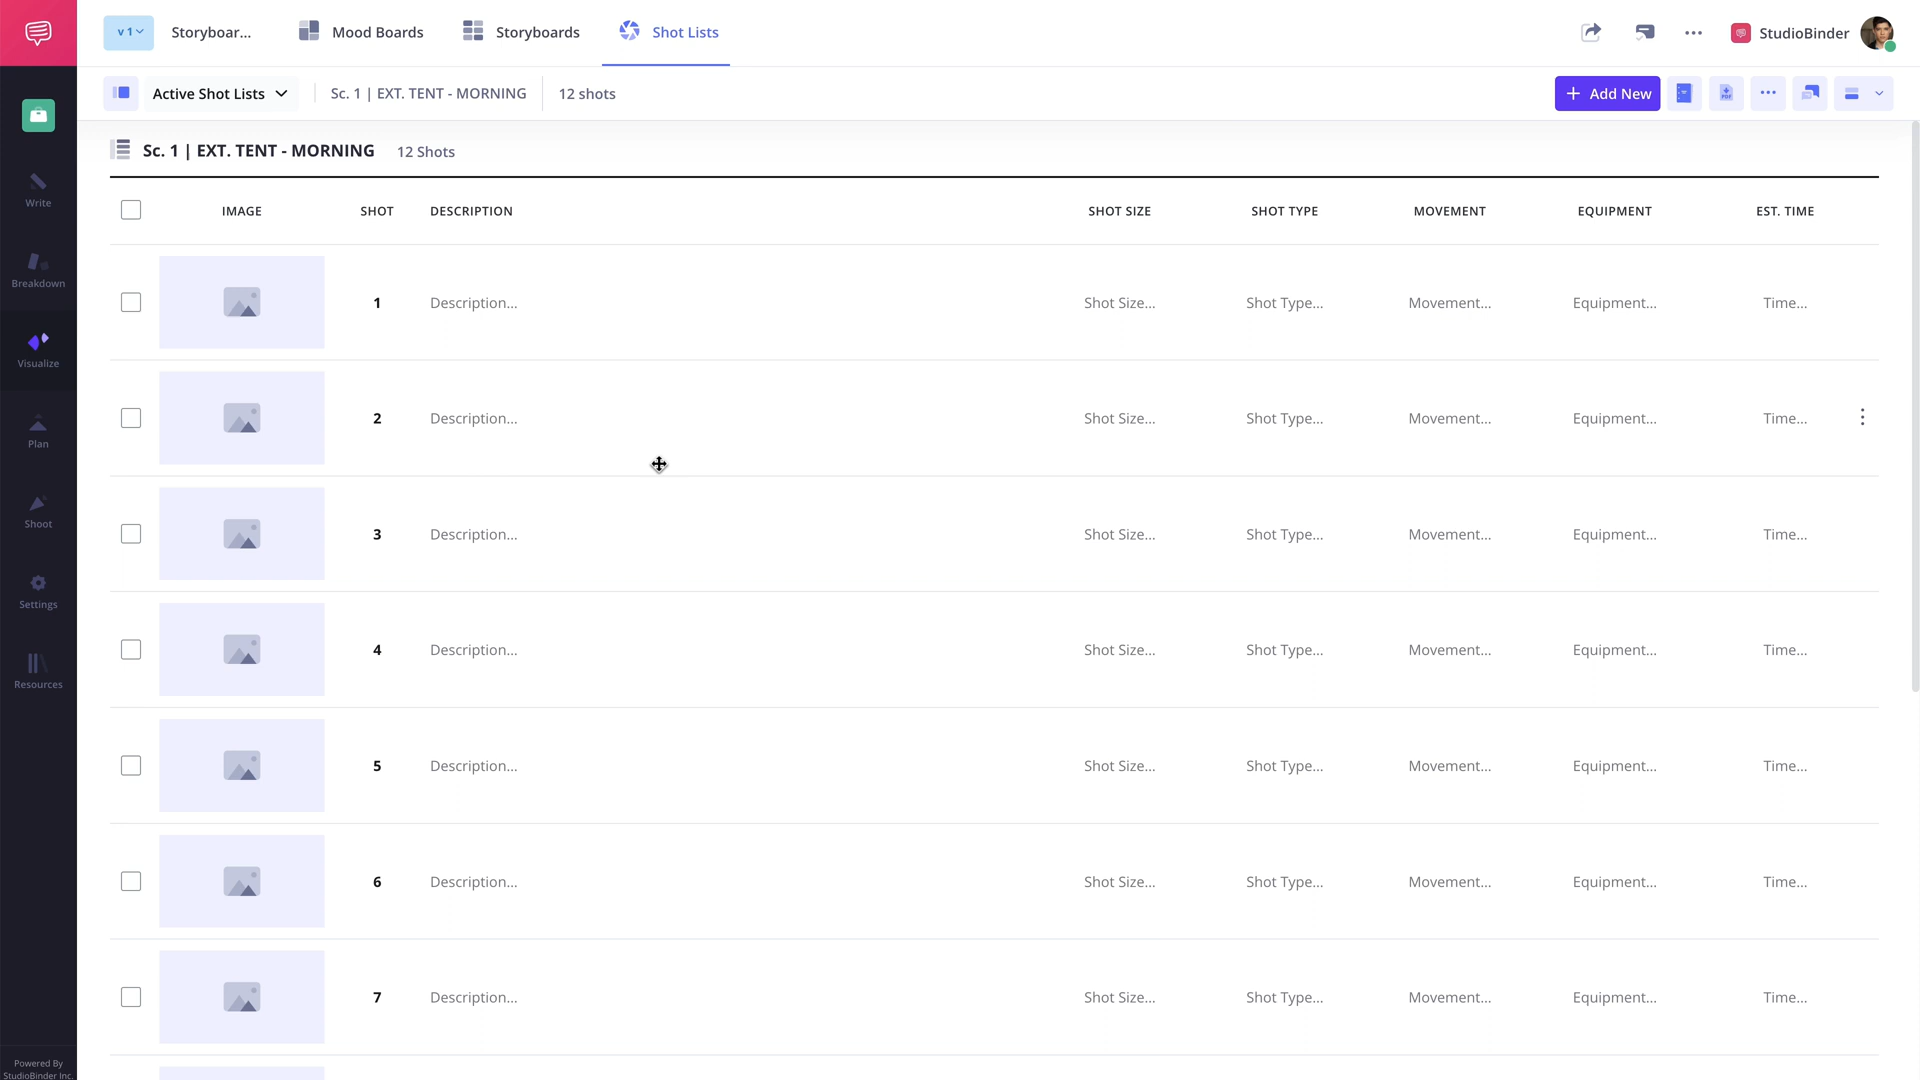 v 1 Storyboar... Mood Boards Storyboards Shot Lists StudioBinder
Active Shot Lists Sc. 1 | EXT. TENT - MORNING 12 shots + Add New PDF
Sc. 1 | EXT. TENT - MORNING 12 Shots
IMAGE SHOT DESCRIPTION SHOT SIZE SHOT TYPE MOVEMENT EQUIPMENT EST. TIME
1 Description... Shot Size... Shot Type... Movement... Equipment... Time...
2 Description... Shot Size... Shot Type... Movement... Equipment... Time...
3 Description... Shot Size... Shot Type... Movement... Equipment... Time...
4 Description... Shot Size... Shot Type... Movement... Equipment... Time...
5 Description... Shot Size... Shot Type... Movement... Equipment... Time...
6 Description... Shot Size... Shot Type... Movement... Equipment... Time...
7 Description... Shot Size... Shot Type... Movement... Equipment... Time...
Write
Breakdown
Visualize
Plan
Shoot
Settings
Resources
Powered By
StudioBinder Inc.